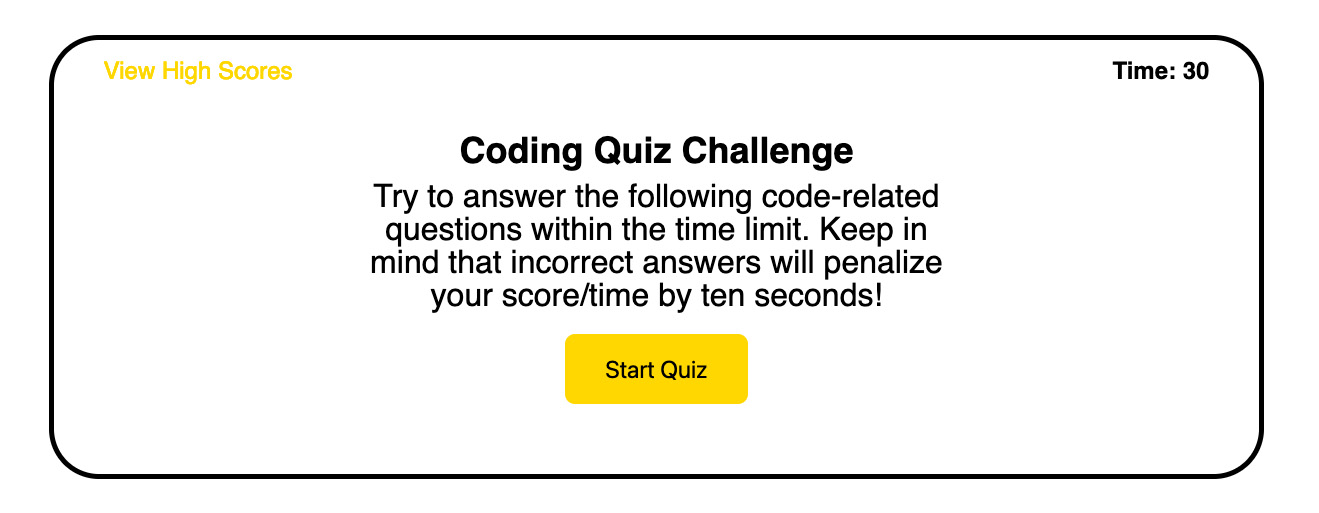 View High Scores
Time: 30
Coding Quiz Challenge
Try to answer the following code-related
questions within the time limit. Keep in
mind that incorrect answers will penalize
your score/time by ten seconds!
Start Quiz